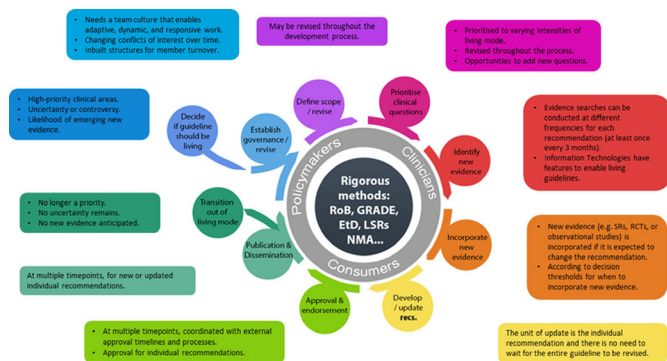 • Needs a team culture that enables
adaptive, dynamic, and responsive work.
• Changing conflicts of interest over time.
• Inbuilt structures for member turnover.
May be revised throughout the
development process.
• Prioritised to varying intensities of
living mode.
• Revised throughout the process.
• Opportunities to add new questions.
• High-priority clinical areas.
• Uncertainty or controversy.
• Likelihood of emerging new
evidence.
Decide
if guideline
should be
living
Establish
governance /
revise
Define scope
/ revise
Prioritise
clinical
questions
Identify
new
evidence
• Evidence searches can be
conducted at different
frequencies for each
recommendation (at least once
every 3 months).
• Information Technologies have
features to enable living
guidelines.
Policymakers
Clinicians
Consumers
Rigorous
methods:
RoB, GRADE,
EtD, LSRs
NMA...
• No longer a priority.
• No uncertainty remains.
• No new evidence anticipated.
Transition
out of
living mode
Publication &
Dissemination
Incorporate
new
evidence
• New evidence (e.g. SRs, RCTs, or
observational studies) is
incorporated if it is expected to
change the recommendation.
• According to decision
thresholds for when to
incorporate new evidence.
At multiple timepoints, for new or updated
individual recommendations.
Approval &
endorsement
Develop
/ update
recs.
• At multiple timepoints, coordinated with external
approval timelines and processes.
• Approval for individual recommendations.
The unit of update is the individual
recommendation and there is no need to
wait for the entire guideline to be revised.